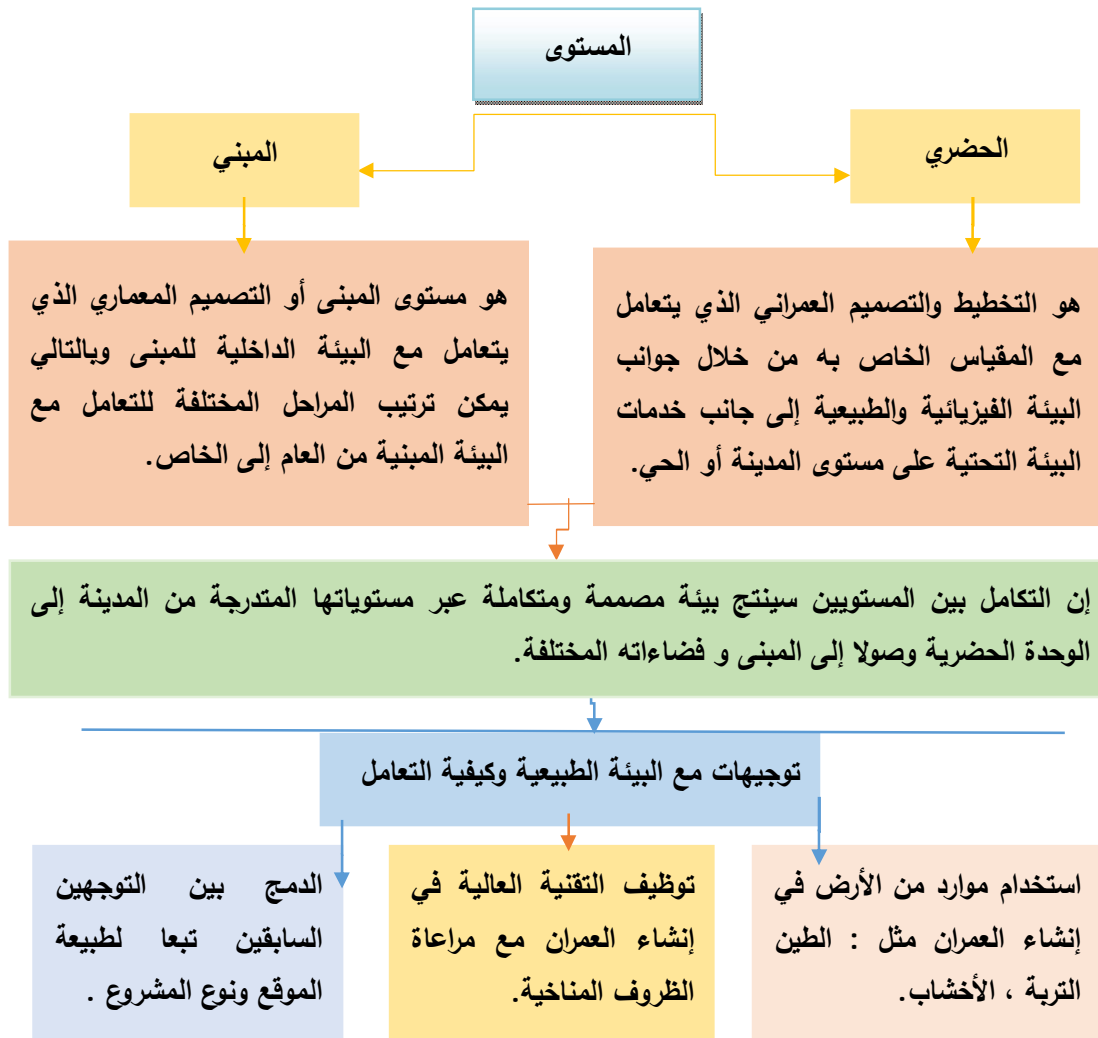 المستوى
الحضري
المبني
هو التخطيط والتصميم العمراني الذي يتعامل
مع المقياس الخاص به من خلال جوانب
البيئة الفيزيائية والطبيعية إلى جانب خدمات
البيئة التحتية على مستوى المدينة أو الحي.
هو مستوى المبنى أو التصميم المعماري الذي
يتعامل مع البيئة الداخلية للمبنى وبالتالي
يمكن ترتيب المراحل المختلفة للتعامل مع
البيئة المبنية من العام إلى الخاص.
إن التكامل بين المستويين سينتج بيئة مصممة ومتكاملة عبر مستوياتها المتدرجة من المدينة إلى
الوحدة الحضرية وصولا إلى المبنى و فضاءاته المختلفة.
توجيهات مع البيئة الطبيعية وكيفية التعامل
استخدام موارد من الأرض في
إنشاء العمران مثل : الطين
التربة ، الأخشاب.
توظيف التقنية العالية في
إنشاء العمران مع مراعاة
الظروف المناخية.
الدمج بين التوجهين
السابقين تبعا لطبيعة
الموقع ونوع المشروع .